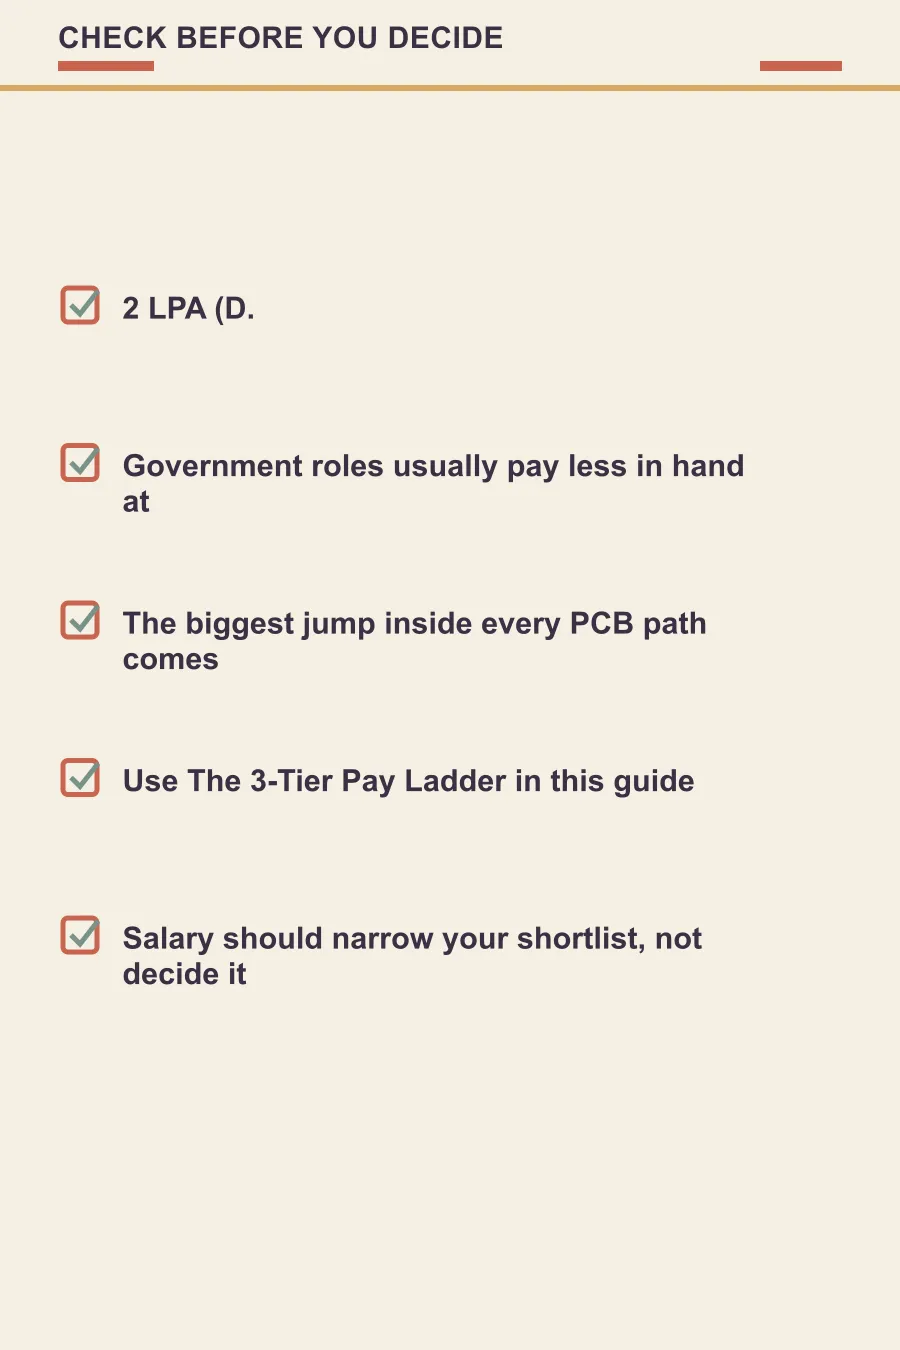 CHECK BEFORE YOU DECIDE
2 LPA (D.
Government roles usually pay less in hand
at
The biggest jump inside every PCB path
comes
Use The 3-Tier Pay Ladder in this guide
Salary should narrow your shortlist, not
decide it